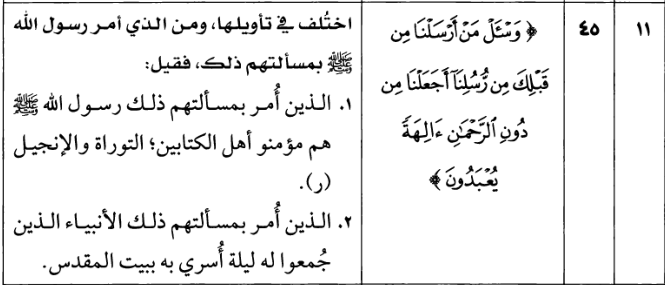 ١١
٤٥
﴿ وَسْـَٔلْ مَنْ أَرْسَلْنَا مِن
قَبْلِكَ مِن رُّسُلِنَآ أَجَعَلْنَا مِن
دُونِ ٱلرَّحْمَٰنِ ءَالِهَةً
يُعْبَدُونَ ﴾
اختُلف في تأويلها، ومن الذي أمر رسول الله
ﷺ بمسألتهم ذلك، فقيل:
١. الذين أُمر بمسألتهم ذلك رسول الله ﷺ
هم مؤمنو أهل الكتابين؛ التوراة والإنجيل
(ر).
٢. الذين أُمر بمسألتهم ذلك الأنبياء الذين
جُمعوا له ليلة أُسري به ببيت المقدس.